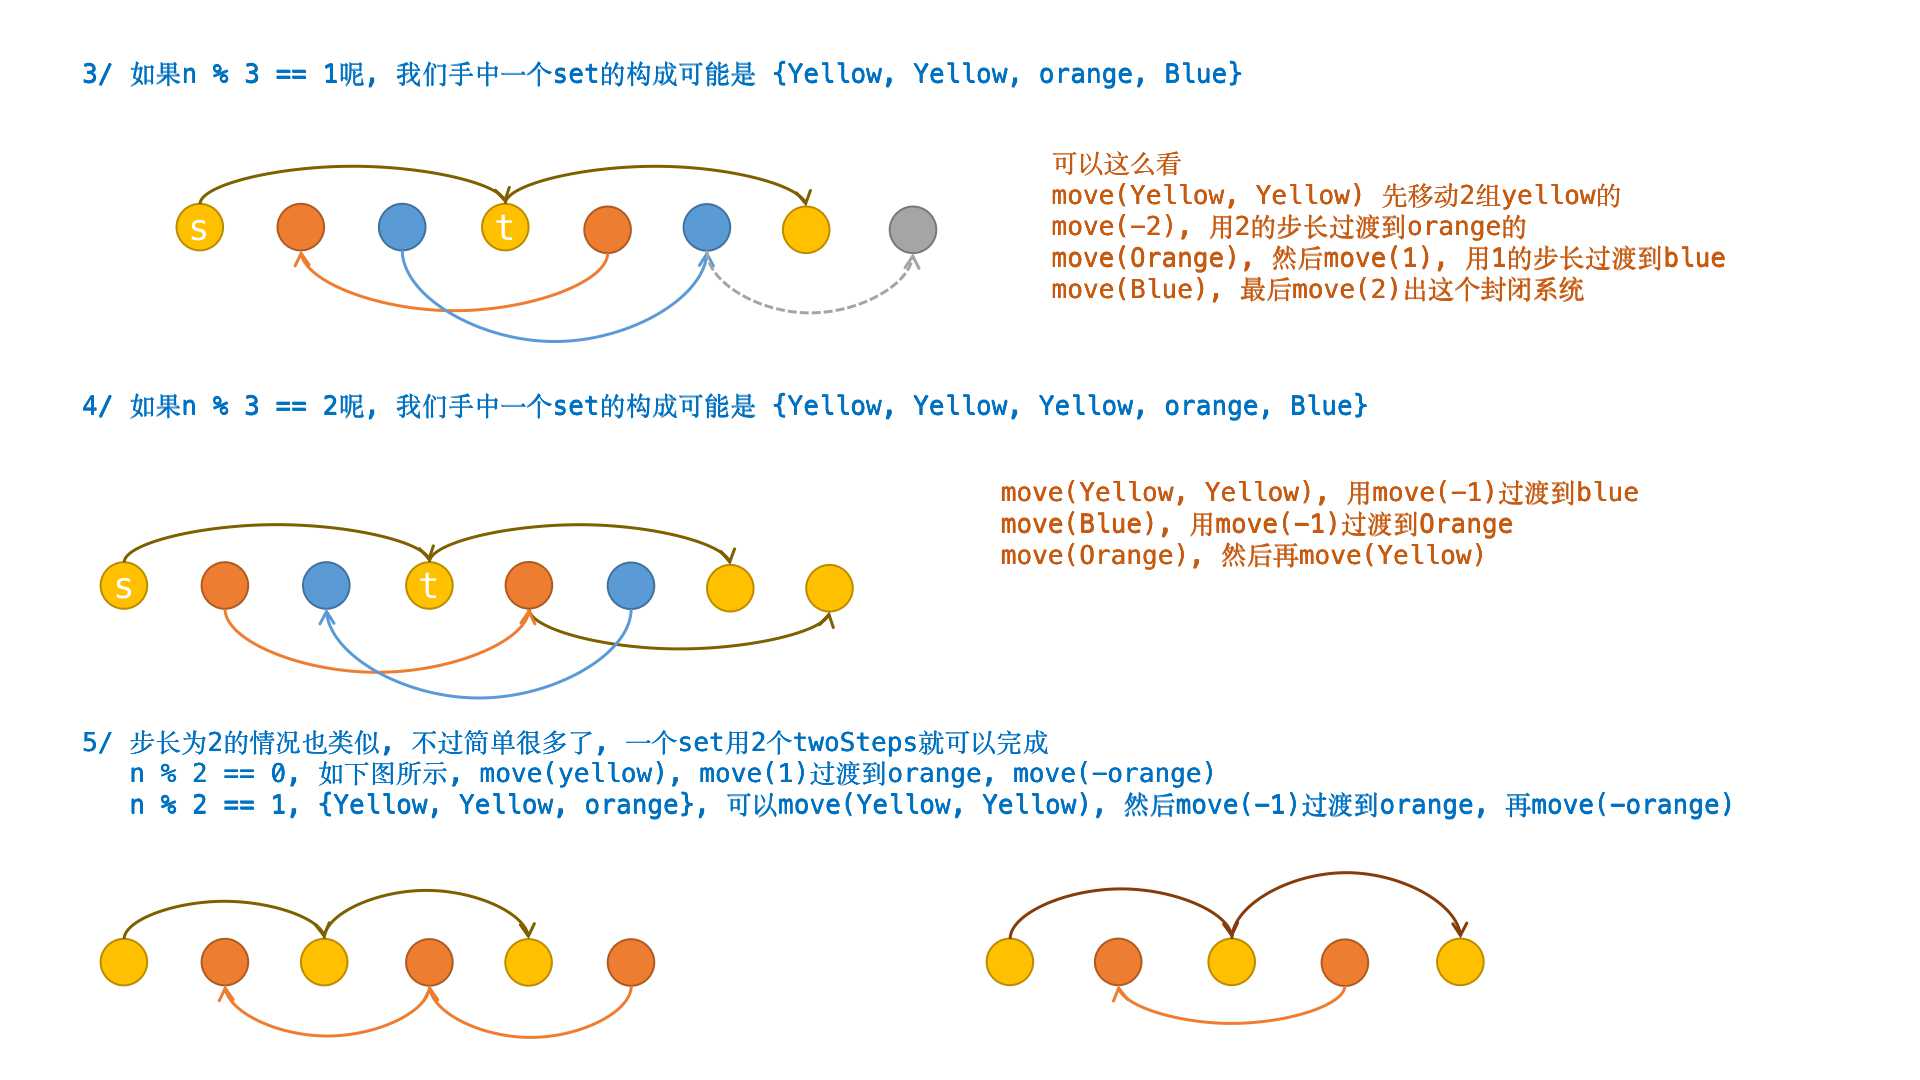 3/ 如果n % 3 == 1呢, 我们手中一个set的构成可能是 {Yellow, Yellow, orange, Blue}
可以这么看
move(Yellow, Yellow) 先移动2组yellow的
move(-2), 用2的步长过渡到orange的
move(Orange), 然后move(1), 用1的步长过渡到blue
move(Blue), 最后move(2)出这个封闭系统
s t
4/ 如果n % 3 == 2呢, 我们手中一个set的构成可能是 {Yellow, Yellow, Yellow, orange, Blue}
move(Yellow, Yellow), 用move(-1)过渡到blue
move(Blue), 用move(-1)过渡到Orange
move(Orange), 然后再move(Yellow)
s t
5/ 步长为2的情况也类似, 不过简单很多了, 一个set用2个twoSteps就可以完成
n % 2 == 0, 如下图所示, move(yellow), move(1)过渡到orange, move(-orange)
n % 2 == 1, {Yellow, Yellow, orange}, 可以move(Yellow, Yellow), 然后move(-1)过渡到orange, 再move(-orange)